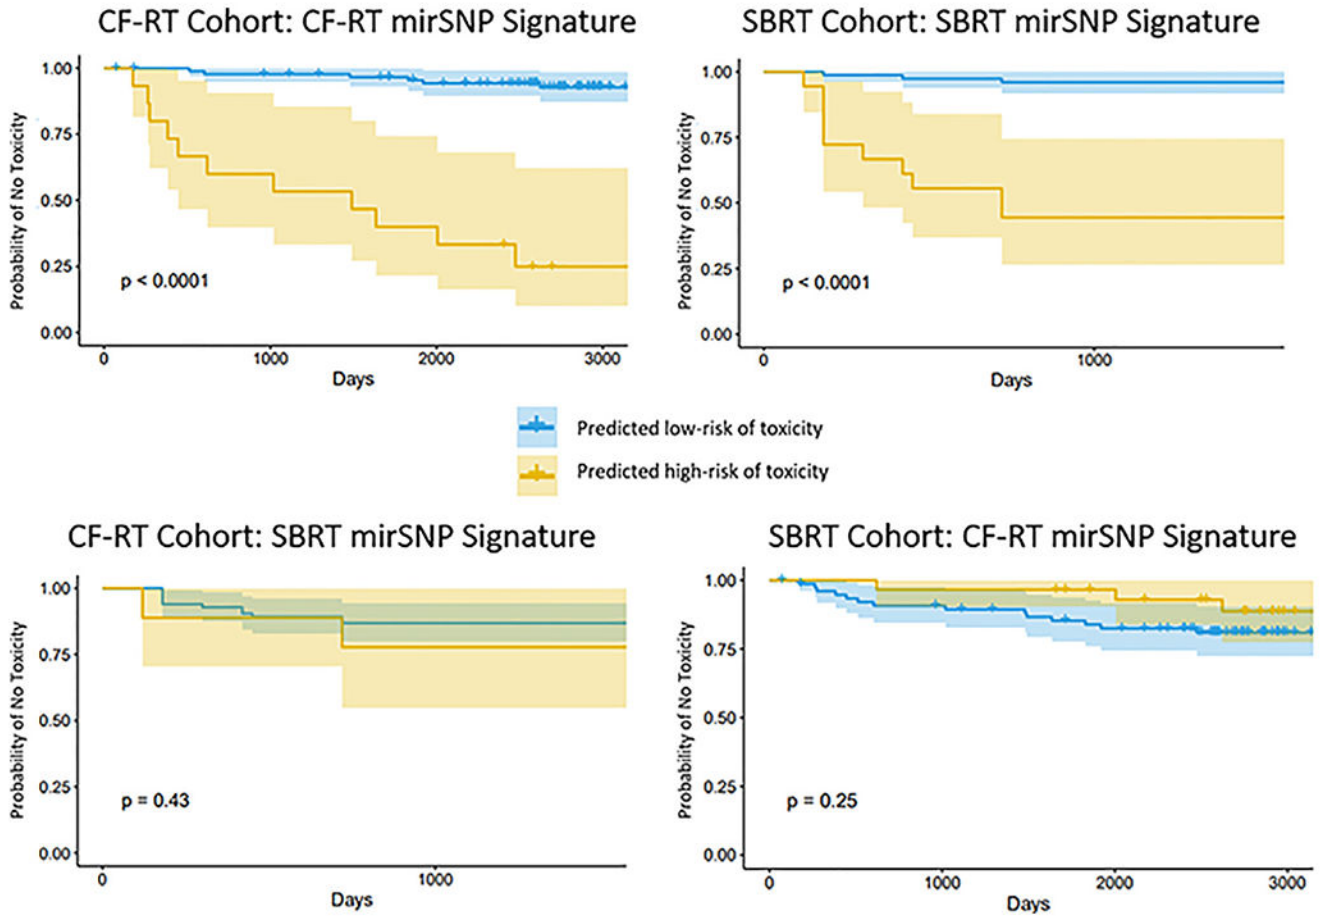 CF-RT Cohort: CF-RT mirSNP Signature
Probability of No Toxicity
1.00
0.75
0.50
0.25
0.00
p < 0.0001
0 1000 2000 3000
Days
SBRT Cohort: SBRT mirSNP Signature
Probability of No Toxicity
1.00
0.75
0.50
0.25
0.00
p < 0.0001
0 1000
Days
Predicted low-risk of toxicity
Predicted high-risk of toxicity
CF-RT Cohort: SBRT mirSNP Signature
Probability of No Toxicity
1.00
0.75
0.50
0.25
0.00
p = 0.43
0 1000
Days
SBRT Cohort: CF-RT mirSNP Signature
Probability of No Toxicity
1.00
0.75
0.50
0.25
0.00
p = 0.25
0 1000 2000 3000
Days